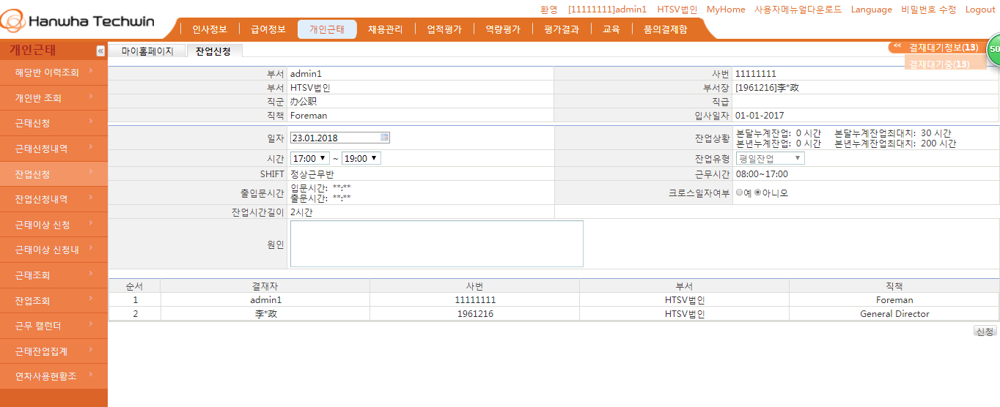 환영 [11111111]admin1 HTSV법인 MyHome 사용자메뉴얼다운로드 Language 비밀번호 수정 Logout
Hanwha Techwin
인사정보 급여정보 개인근태 채용관리 업적평가 역량평가 평가결과 교육 품의결제함
개인근태 «
마이홈페이지 잔업신청
결재대기정보(13)
결재대기중(13)
50
해당반 이력조회
개인반 조회
근태신청
근태신청내역
잔업신청
잔업신청내역
근태이상 신청
근태이상 신청내
근태조회
잔업조회
근무 캘런더
근태잔업집계
연차사용현황조
부서 admin1 사번 11111111
부서 HTSV법인 부서장 [1961216]李*政
직군 办公职 직급
직책 Foreman 입사일자 01-01-2017
일자 23.01.2018 잔업상황 본달누계잔업: 0 시간 본달누계잔업최대치: 30 시간
본년누계잔업: 0 시간 본년누계잔업최대치: 200 시간
시간 17:00 ~ 19:00 잔업유형 평일잔업
SHIFT 정상근무반 근무시간 08:00~17:00
출입문시간 입문시간: **:** 크로스일자여부 예 아니오
출문시간: **:**
잔업시간길이 2시간
원인
순서 결재자 사번 부서 직책
1 admin1 11111111 HTSV법인 Foreman
2 李*政 1961216 HTSV법인 General Director
신청